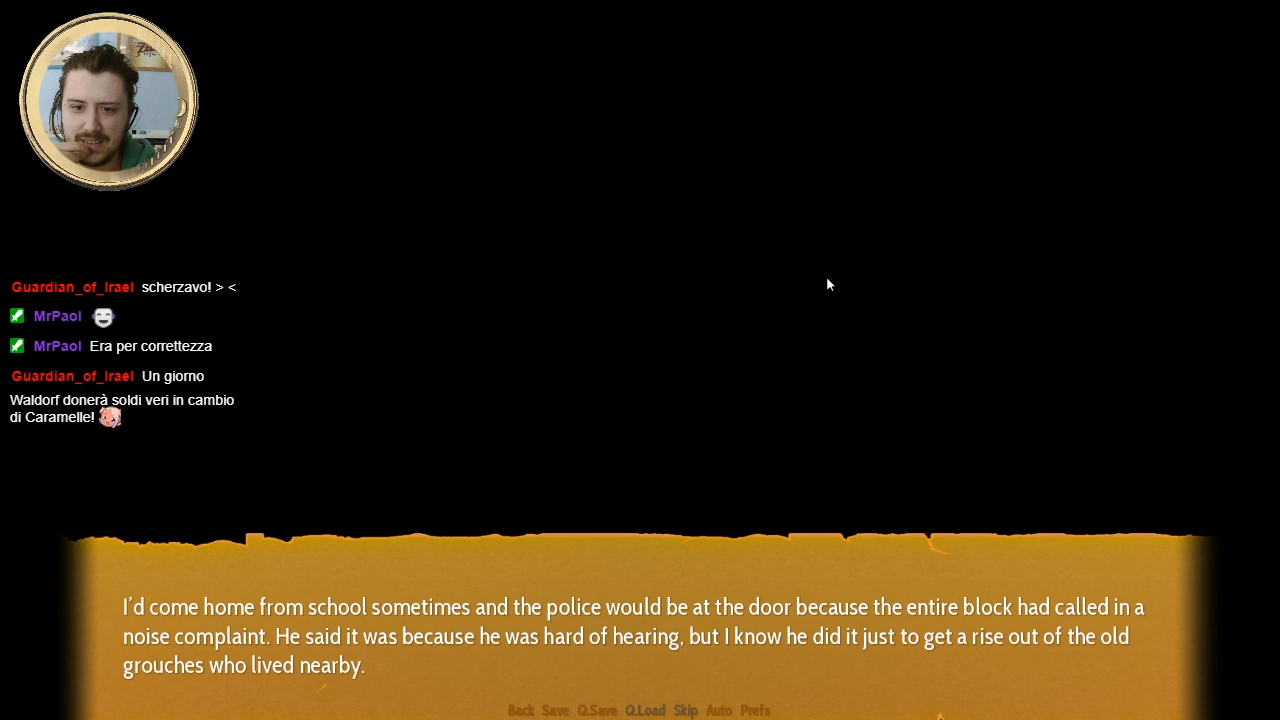 Guardian_of_Irael scherzavo! > <
MrPaol
MrPaol Era per correttezza
Guardian_of_Irael Un giorno
Waldorf donerà soldi veri in cambio
di Caramelle!
I'd come home from school sometimes and the police would be at the door because the entire block had called in a
noise complaint. He said it was because he was hard of hearing, but I know he did it just to get a rise out of the old
grouches who lived nearby.
Back Save Q.Save Q.Load Skip Auto Prefs